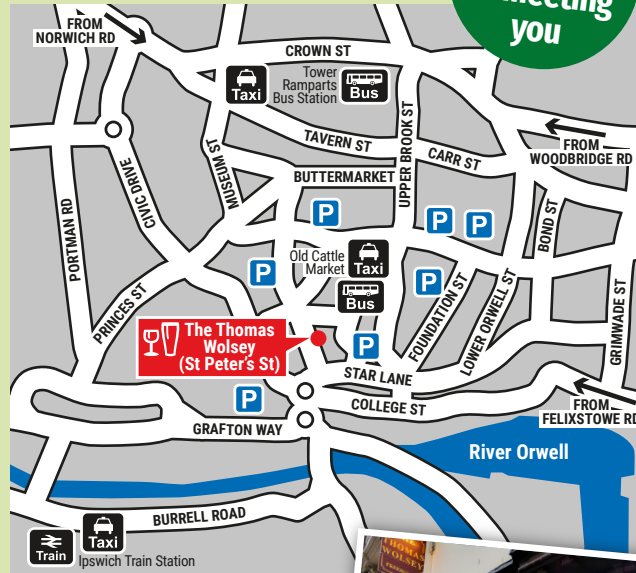 FROM
NORWICH RD
meeting
you
CROWN ST
Taxi
Tower
Ramparts
Bus Station
Bus
TAVERN ST
UPPER BROOK ST
CARR ST
FROM
WOODBRIDGE RD
MUSEUM ST
BUTTERMARKET
PORTMAN RD
CIVIC DRIVE
P
P
P
BOND ST
Old Cattle
Market
Taxi
P
Bus
P
PRINCES ST
FOUNDATION ST
LOWER ORWELL ST
GRIMWADE ST
The Thomas
Wolsey
(St Peter's St)
P
STAR LANE
P
COLLEGE ST
FROM
FELIXSTOWE RD
GRAFTON WAY
River Orwell
BURRELL ROAD
Train
Taxi
Ipswich Train Station
THOMAS
WOLSEY